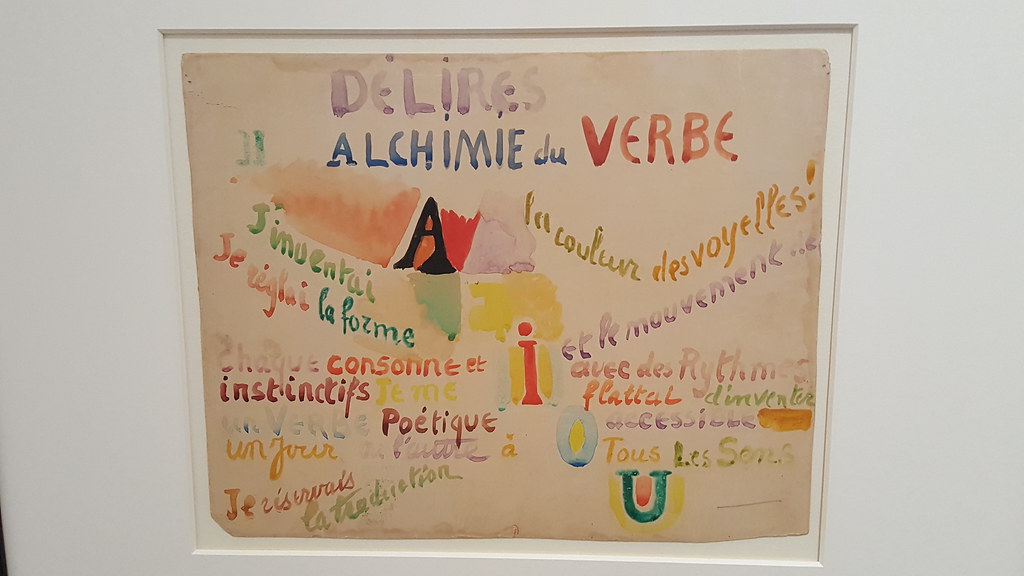 DÉLIRES
II ALCHIMIE du VERBE
J'inventai la couleur des voyelles!
A
Je réglai la forme et le mouvement de
Chaque consonne et i avec des Rythmes
instinctifs Je me flattai d'inventer
un Verbe Poétique accessible
un jour ou l'autre à O Tous Les Sens
Je réservais la traduction
U